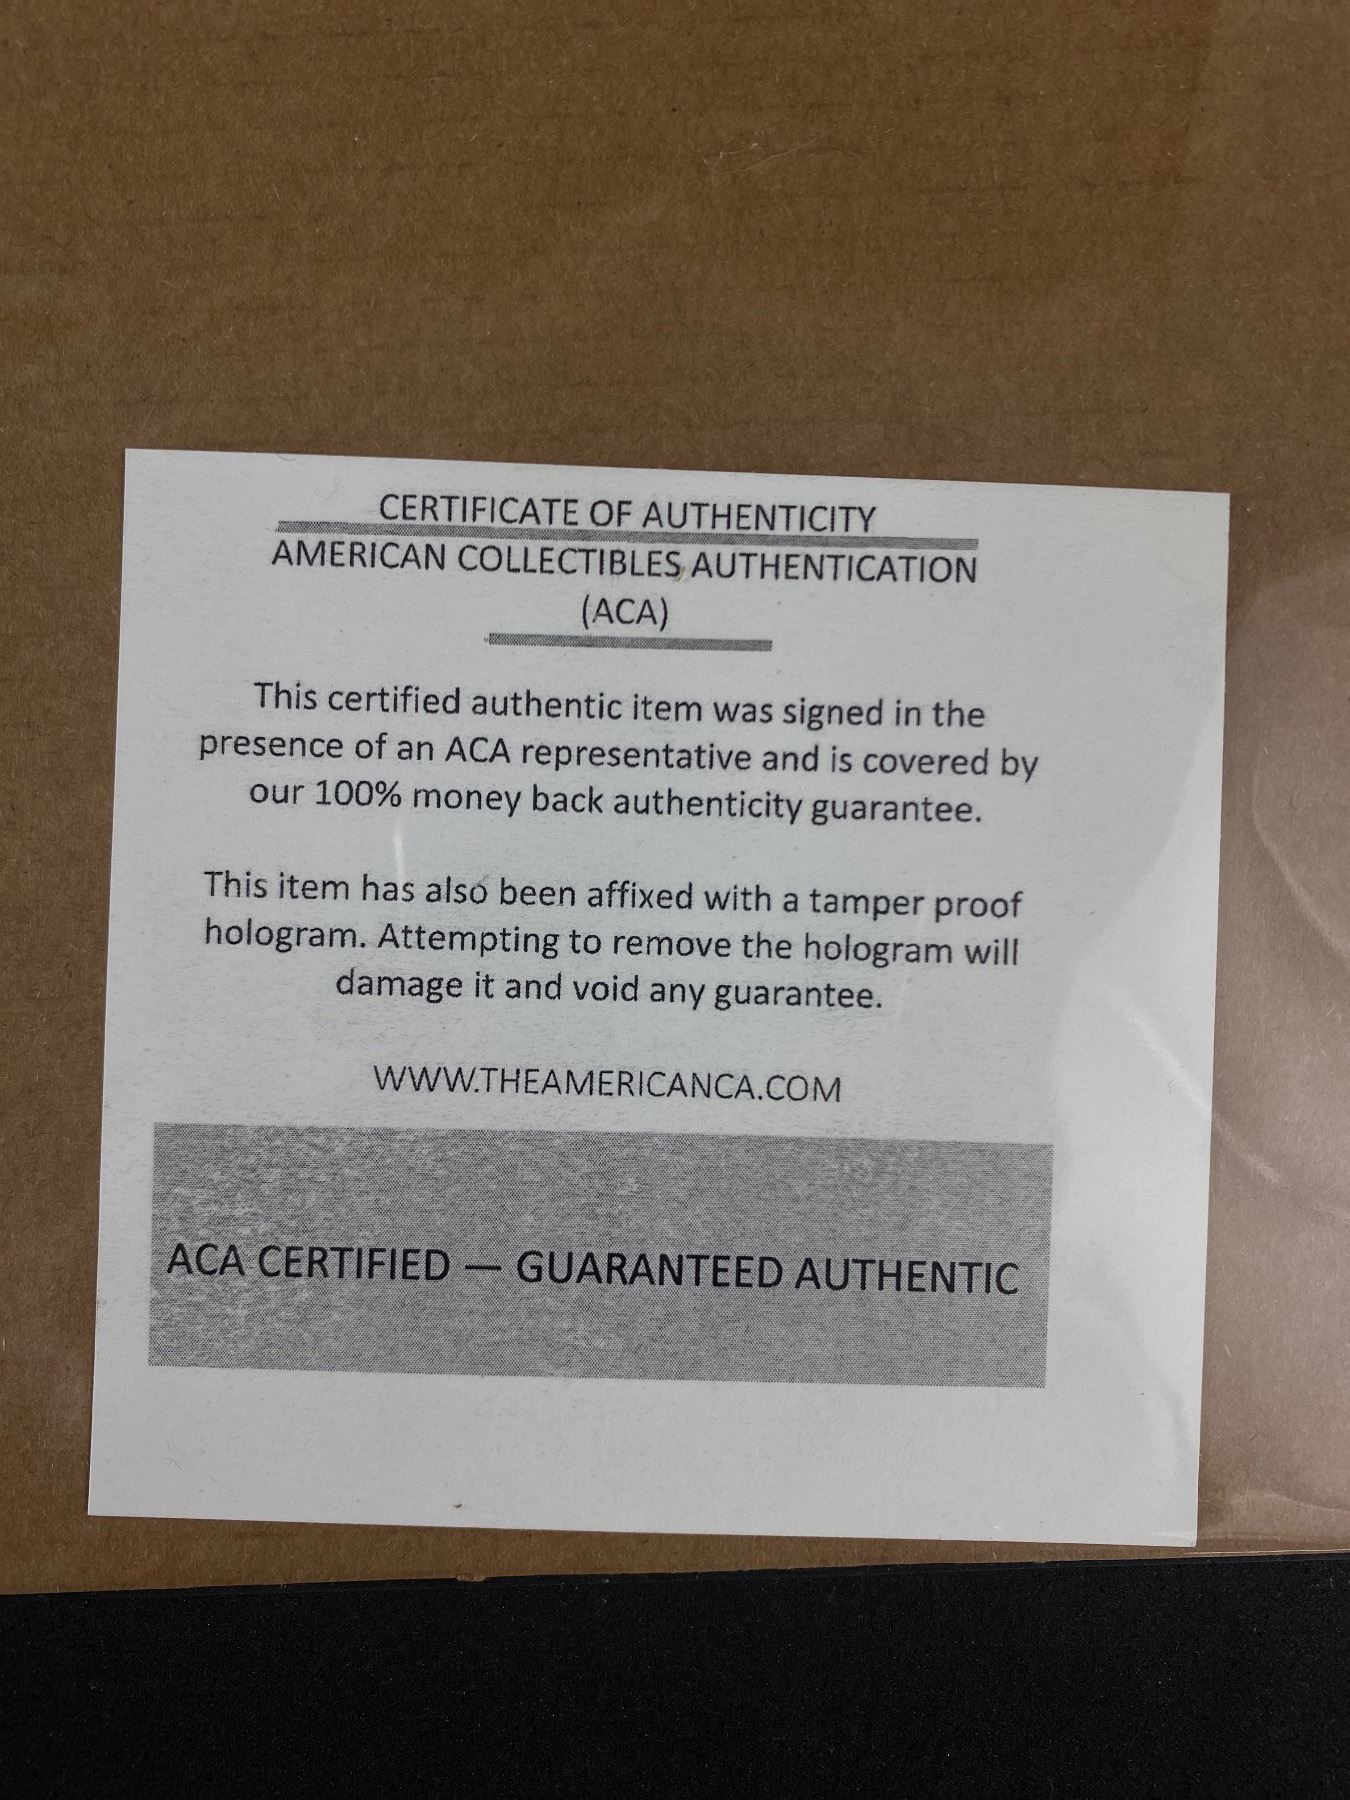 CERTIFICATE OF AUTHENTICITY
AMERICAN COLLECTIBLES AUTHENTICATION
(ACA)
This certified authentic item was signed in the
presence of an ACA representative and is covered by
our 100% money back authenticity guarantee.
This item has also been affixed with a tamper proof
hologram. Attempting to remove the hologram will
damage it and void any guarantee.
WWW.THEAMERICANCA.COM
ACA CERTIFIED — GUARANTEED AUTHENTIC